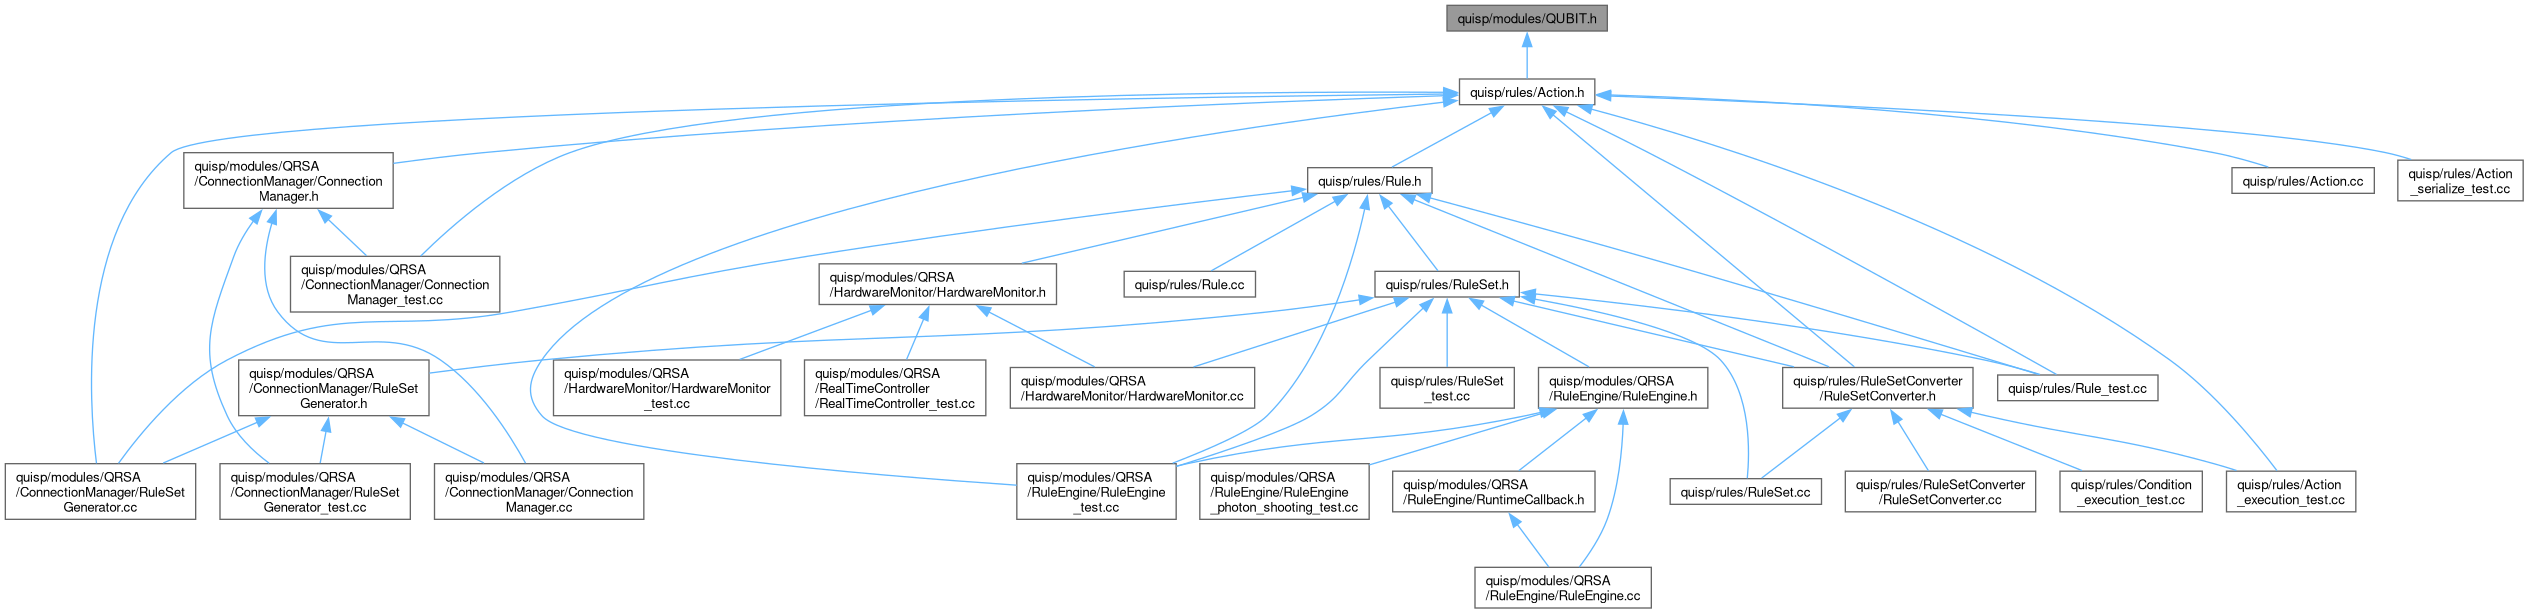 quisp/modules/QUBIT.h
quisp/rules/Action.h
quisp/modules/QRSA
/ConnectionManager/Connection
Manager.h
quisp/rules/Rule.h
quisp/rules/Action.cc
quisp/rules/Action
_serialize_test.cc
quisp/modules/QRSA
/ConnectionManager/Connection
Manager_test.cc
quisp/modules/QRSA
/HardwareMonitor/HardwareMonitor.h
quisp/rules/Rule.cc
quisp/rules/RuleSet.h
quisp/modules/QRSA
/ConnectionManager/RuleSet
Generator.h
quisp/modules/QRSA
/HardwareMonitor/HardwareMonitor
_test.cc
quisp/modules/QRSA
/RealTimeController
/RealTimeController_test.cc
quisp/modules/QRSA
/HardwareMonitor/HardwareMonitor.cc
quisp/rules/RuleSet
_test.cc
quisp/modules/QRSA
/RuleEngine/RuleEngine.h
quisp/rules/RuleSetConverter
/RuleSetConverter.h
quisp/rules/Rule_test.cc
quisp/modules/QRSA
/ConnectionManager/RuleSet
Generator.cc
quisp/modules/QRSA
/ConnectionManager/RuleSet
Generator_test.cc
quisp/modules/QRSA
/ConnectionManager/Connection
Manager.cc
quisp/modules/QRSA
/RuleEngine/RuleEngine
_test.cc
quisp/modules/QRSA
/RuleEngine/RuleEngine
_photon_shooting_test.cc
quisp/modules/QRSA
/RuleEngine/RuntimeCallback.h
quisp/rules/RuleSet.cc
quisp/rules/RuleSetConverter
/RuleSetConverter.cc
quisp/rules/Condition
_execution_test.cc
quisp/rules/Action
_execution_test.cc
quisp/modules/QRSA
/RuleEngine/RuleEngine.cc